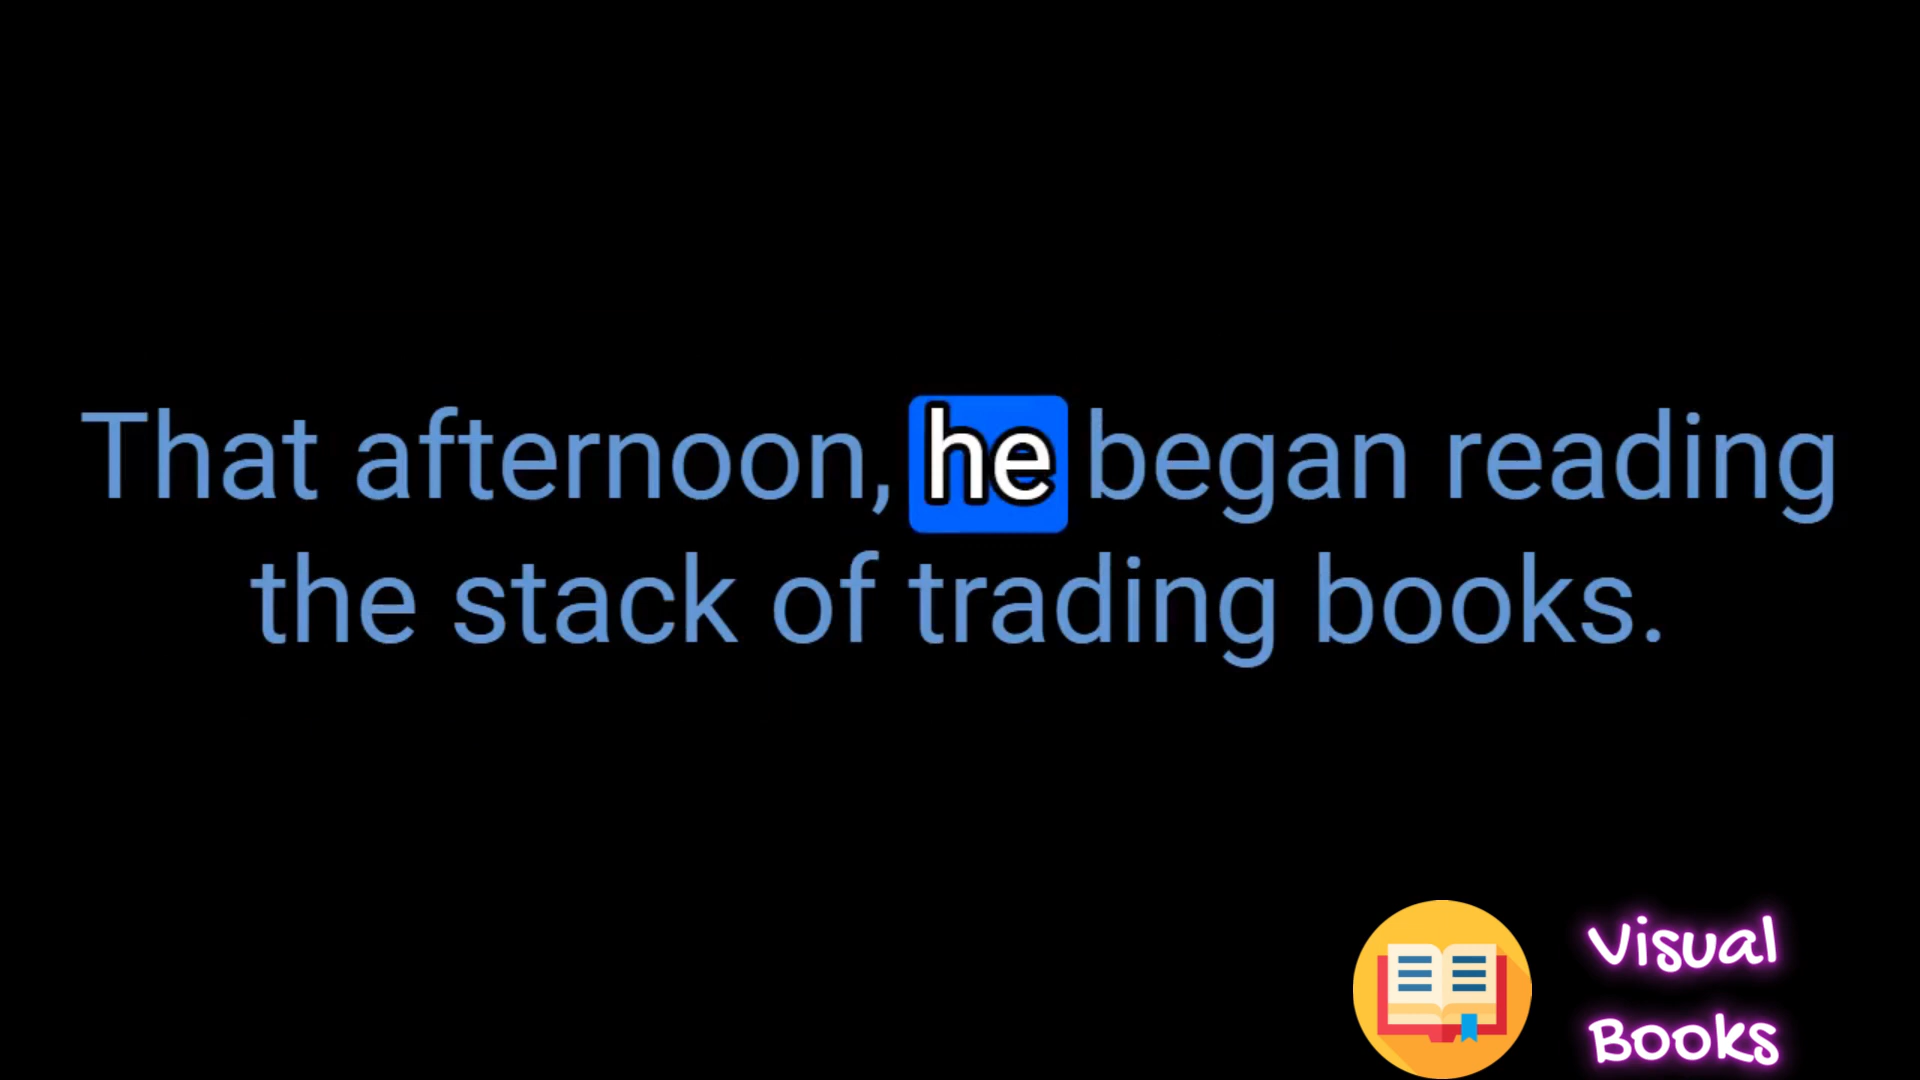 That afternoon, he began reading
the stack of trading books.
Visual
Books